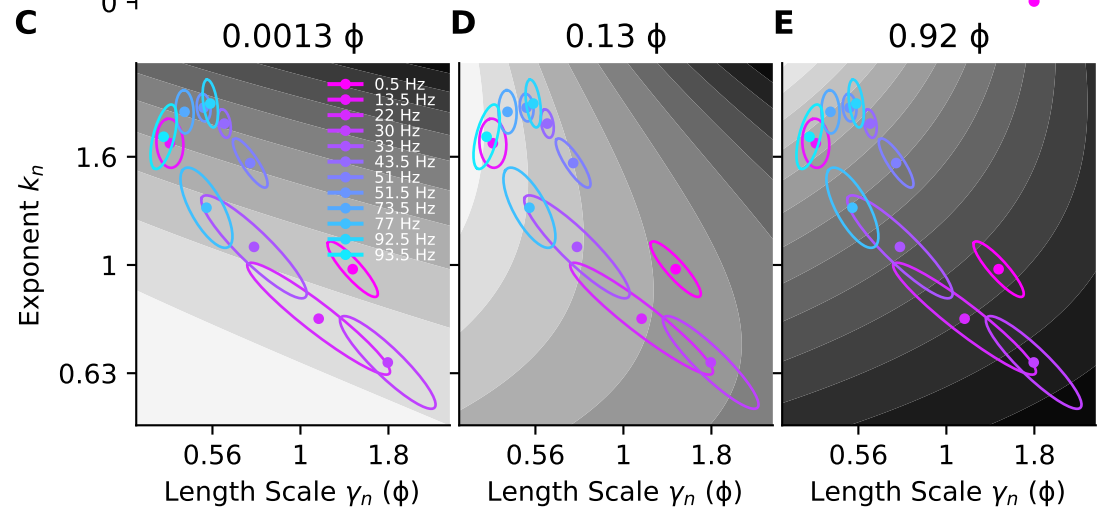 0
C
D
E
0.0013 ϕ
0.13 ϕ
0.92 ϕ
0.5 Hz
13.5 Hz
22 Hz
30 Hz
33 Hz
43.5 Hz
51 Hz
51.5 Hz
73.5 Hz
77 Hz
92.5 Hz
93.5 Hz
Exponent kₙ
1.6
1
0.63
0.56 1 1.8
0.56 1 1.8
0.56 1 1.8
Length Scale γₙ (ϕ)
Length Scale γₙ (ϕ)
Length Scale γₙ (ϕ)